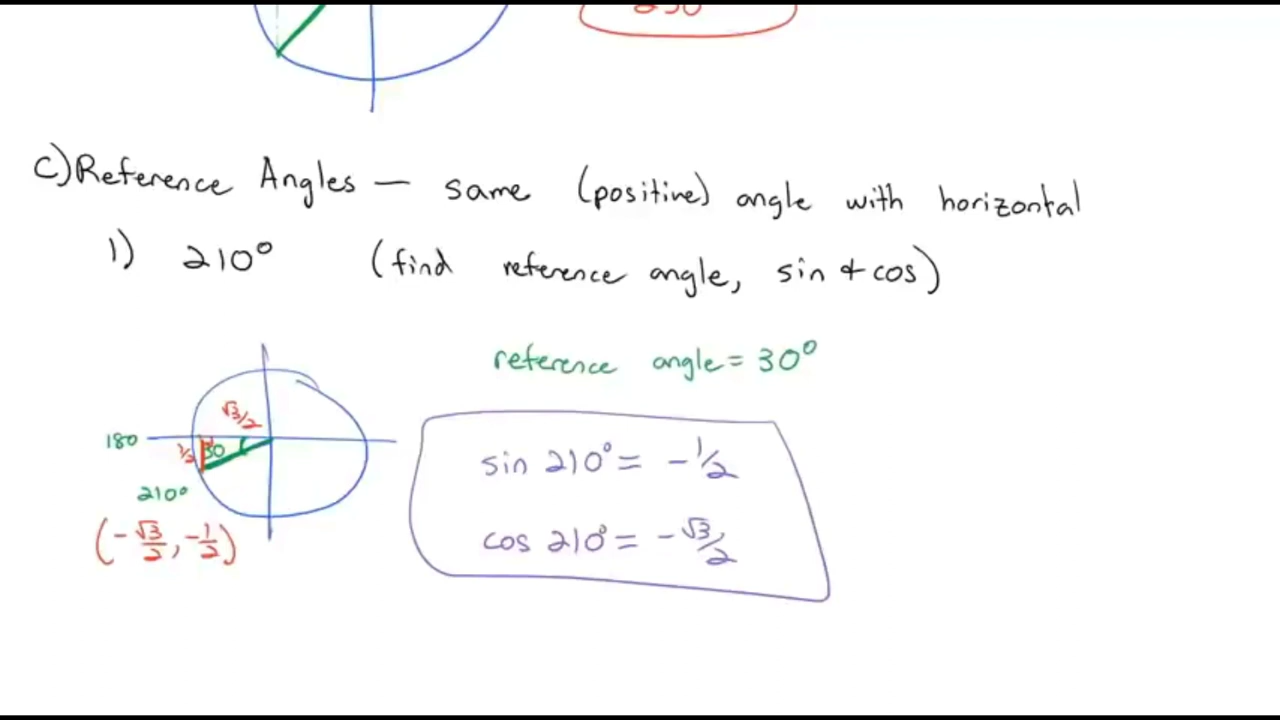 230
C) Reference Angles — same (positive) angle with horizontal
1) 210° (find reference angle, sin & cos)
reference angle = 30°
√3/2
180
1/2
30
210°
(-√3/2, -1/2)
sin 210° = -1/2
cos 210° = -√3/2